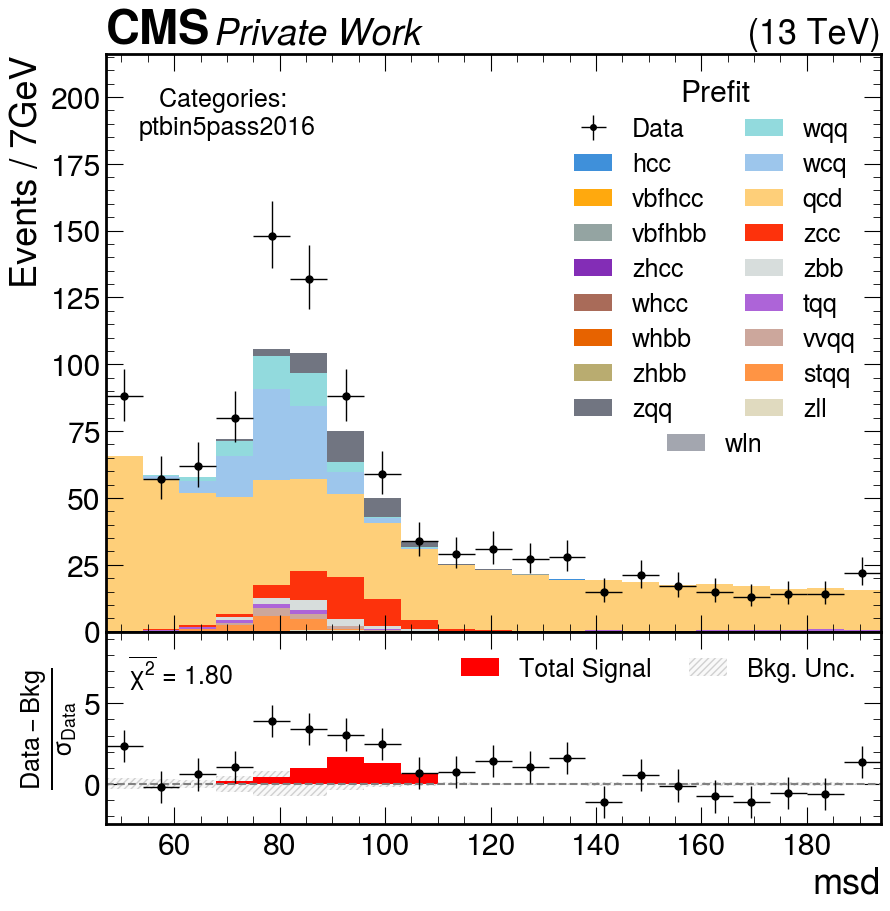 CMS Private Work (13 TeV)
Events / 7GeV
200
175
150
125
100
75
50
25
0
Categories:
ptbin5pass2016
Prefit
Data
hcc
vbfhcc
vbfhbb
zhcc
whcc
whbb
zhbb
zqq
wqq
wcq
qcd
zcc
zbb
tqq
vvqq
stqq
zll
wln
Data – Bkg
σData
5
0
χ² = 1.80
Total Signal
Bkg. Unc.
60 80 100 120 140 160 180
msd